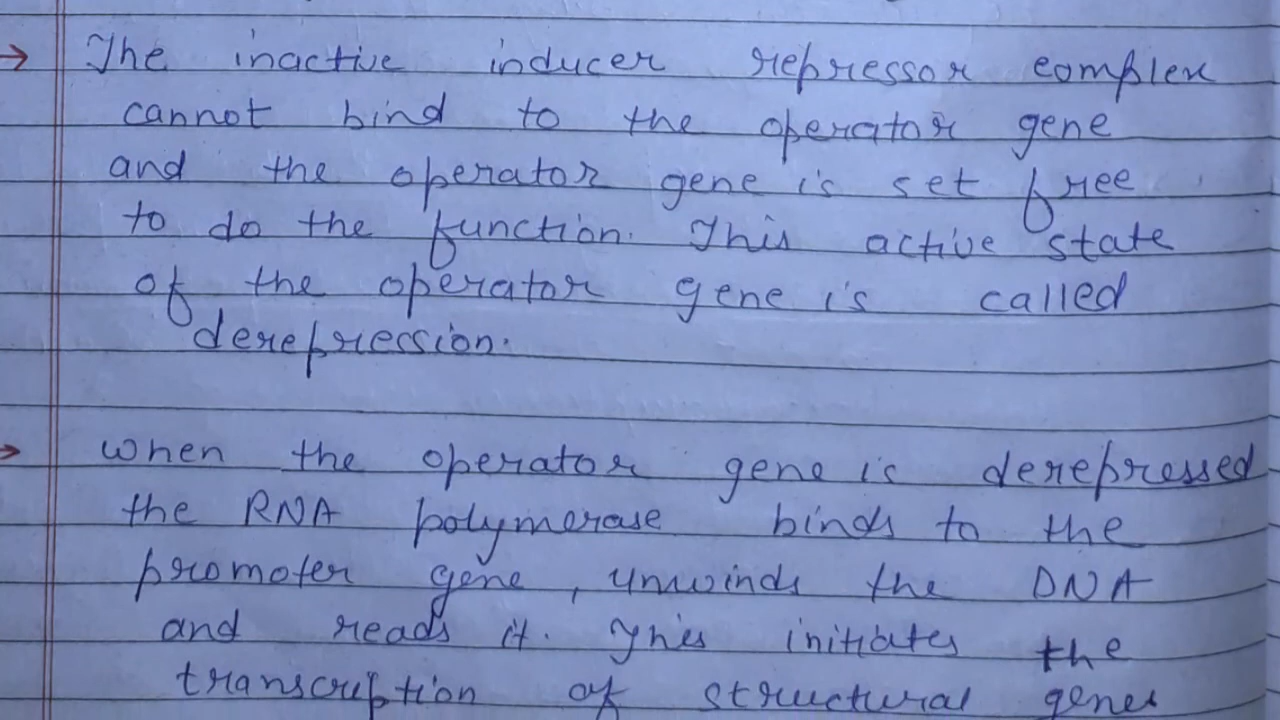 → The inactive inducer repressor complex
cannot bind to the operator gene
and the operator gene is set free
to do the function. This active state
of the operator gene is called
derepression.
→ When the operator gene is derepressed
the RNA polymerase binds to the
promoter gene, unwinds the DNA
and reads it. This initiates the
transcription of structural genes